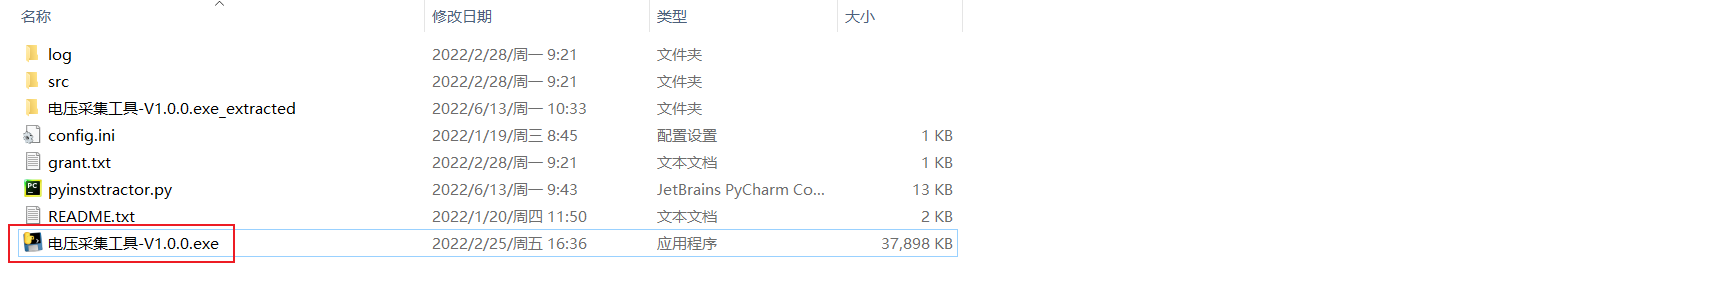 名称 修改日期 类型 大小
log 2022/2/28/周一 9:21 文件夹
src 2022/2/28/周一 9:21 文件夹
电压采集工具-V1.0.0.exe_extracted 2022/6/13/周一 10:33 文件夹
config.ini 2022/1/19/周三 8:45 配置设置 1 KB
grant.txt 2022/2/28/周一 9:21 文本文档 1 KB
PC pyinstxtractor.py 2022/6/13/周一 9:43 JetBrains PyCharm Co... 13 KB
README.txt 2022/1/20/周四 11:50 文本文档 2 KB
电压采集工具-V1.0.0.exe 2022/2/25/周五 16:36 应用程序 37,898 KB